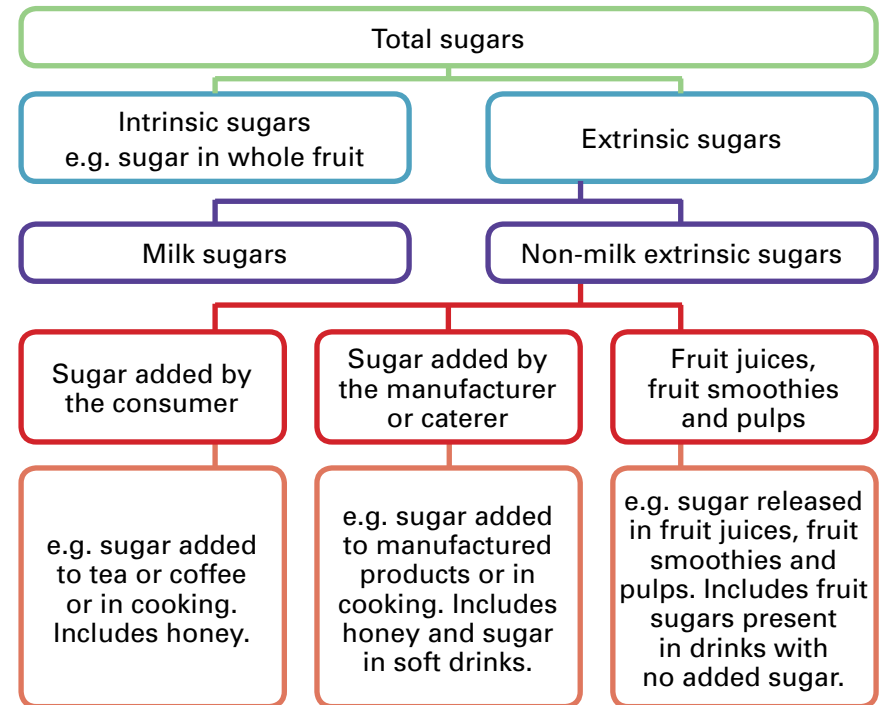 Total sugars
Intrinsic sugars
e.g. sugar in whole fruit
Extrinsic sugars
Milk sugars
Non-milk extrinsic sugars
Sugar added by
the consumer
Sugar added by
the manufacturer
or caterer
Fruit juices,
fruit smoothies
and pulps
e.g. sugar added
to tea or coffee
or in cooking.
Includes honey.
e.g. sugar added
to manufactured
products or in
cooking. Includes
honey and sugar
in soft drinks.
e.g. sugar released
in fruit juices, fruit
smoothies and
pulps. Includes fruit
sugars present
in drinks with
no added sugar.